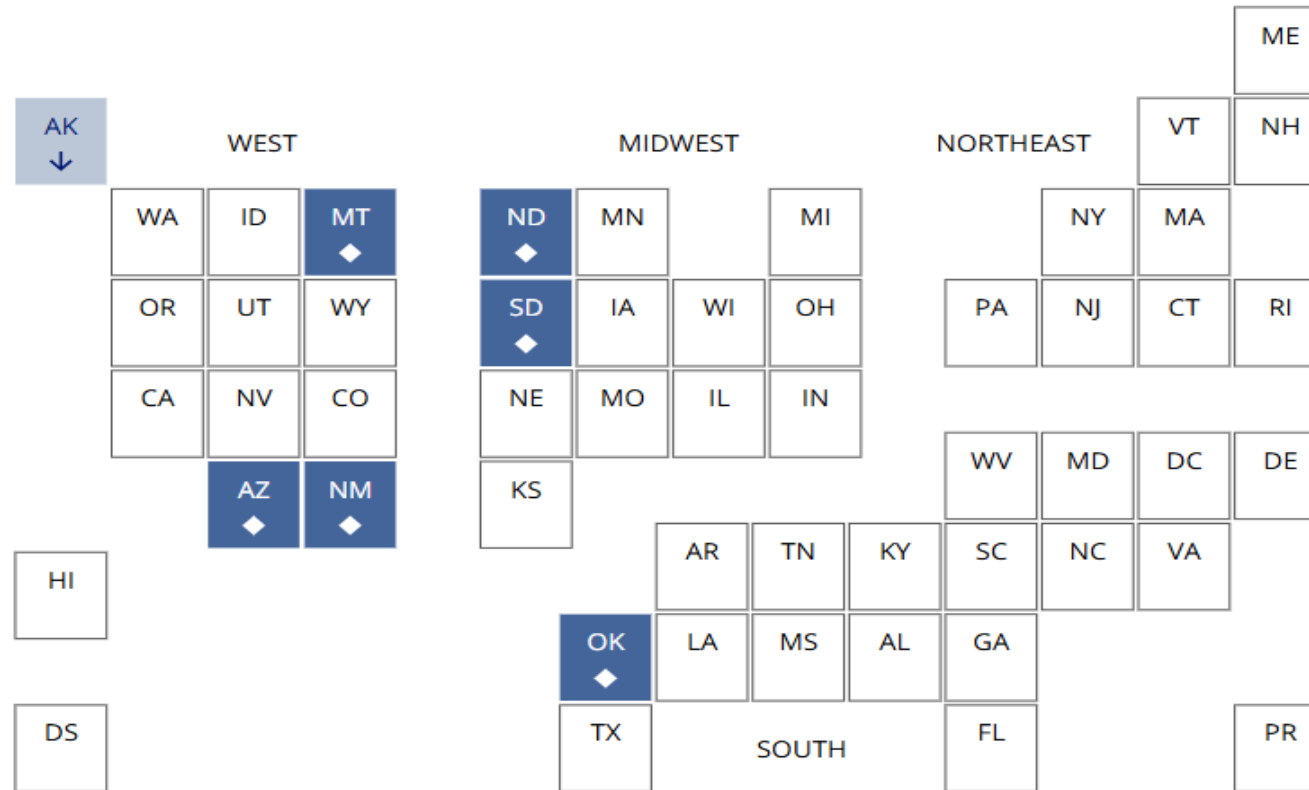 ME
AK VT NH
↓
WEST MIDWEST NORTHEAST
WA ID MT ND MN MI NY MA
◆ ◆
OR UT WY SD IA WI OH PA NJ CT RI
◆
CA NV CO NE MO IL IN
WV MD DC DE
AZ NM KS
◆ ◆
AR TN KY SC NC VA
HI
OK LA MS AL GA
◆
DS TX FL PR
SOUTH